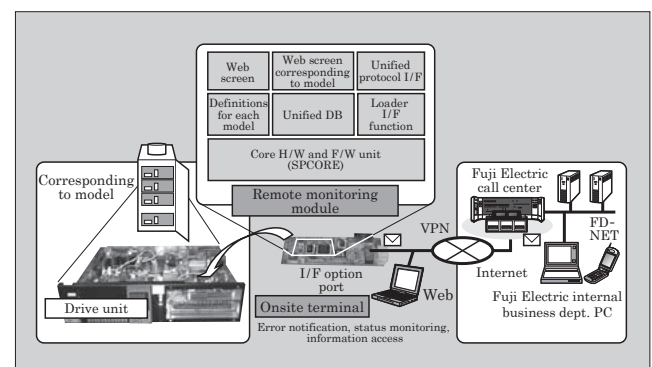 Web
screen
Web screen
corresponding
to model
Unified
protocol I/F
Definitions
for each
model
Unified DB
Loader
I/F
function
Core H/W and F/W unit
(SPCORE)
Remote monitoring
module
Corresponding
to model
Drive unit
I/F option
port
Onsite terminal
Error notification, status monitoring,
information access
Web
VPN
Internet
Fuji Electric
call center
FD-
NET
Fuji Electric internal
business dept. PC